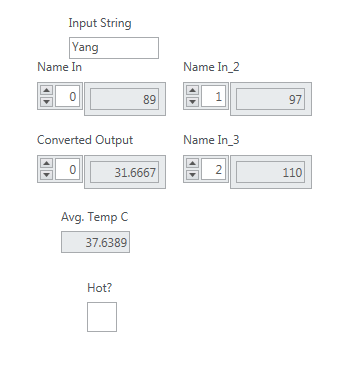 Input String
Yang
Name In
Name In_2
0
89
1
97
Converted Output
Name In_3
0
31.6667
2
110
Avg. Temp C
37.6389
Hot?